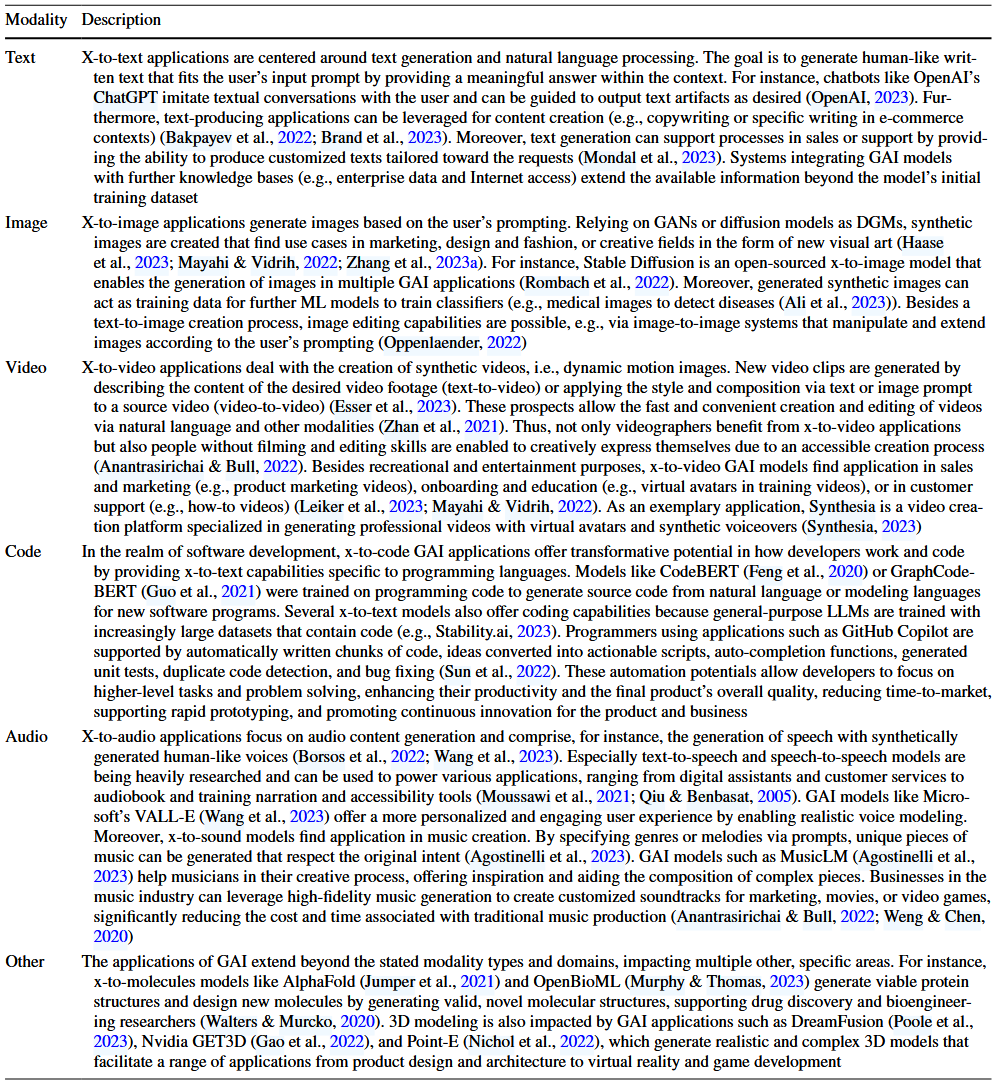 Modality Description
Text X-to-text applications are centered around text generation and natural language processing. The goal is to generate human-like writ-
ten text that fits the user's input prompt by providing a meaningful answer within the context. For instance, chatbots like OpenAI's
ChatGPT imitate textual conversations with the user and can be guided to output text artifacts as desired (OpenAI, 2023). Fur-
thermore, text-producing applications can be leveraged for content creation (e.g., copywriting or specific writing in e-commerce
contexts) (Bakpayev et al., 2022; Brand et al., 2023). Moreover, text generation can support processes in sales or support by provid-
ing the ability to produce customized texts tailored toward the requests (Mondal et al., 2023). Systems integrating GAI models
with further knowledge bases (e.g., enterprise data and Internet access) extend the available information beyond the model's initial
training dataset
Image X-to-image applications generate images based on the user's prompting. Relying on GANs or diffusion models as DGMs, synthetic
images are created that find use cases in marketing, design and fashion, or creative fields in the form of new visual art (Haase
et al., 2023; Mayahi & Vidrih, 2022; Zhang et al., 2023a). For instance, Stable Diffusion is an open-sourced x-to-image model that
enables the generation of images in multiple GAI applications (Rombach et al., 2022). Moreover, generated synthetic images can
act as training data for further ML models to train classifiers (e.g., medical images to detect diseases (Ali et al., 2023)). Besides a
text-to-image creation process, image editing capabilities are possible, e.g., via image-to-image systems that manipulate and extend
images according to the user's prompting (Oppenlaender, 2022)
Video X-to-video applications deal with the creation of synthetic videos, i.e., dynamic motion images. New video clips are generated by
describing the content of the desired video footage (text-to-video) or applying the style and composition via text or image prompt
to a source video (video-to-video) (Esser et al., 2023). These prospects allow the fast and convenient creation and editing of videos
via natural language and other modalities (Zhan et al., 2021). Thus, not only videographers benefit from x-to-video applications
but also people without filming and editing skills are enabled to creatively express themselves due to an accessible creation process
(Anantrasirichai & Bull, 2022). Besides recreational and entertainment purposes, x-to-video GAI models find application in sales
and marketing (e.g., product marketing videos), onboarding and education (e.g., virtual avatars in training videos), or in customer
support (e.g., how-to videos) (Leiker et al., 2023; Mayahi & Vidrih, 2022). As an exemplary application, Synthesia is a video crea-
tion platform specialized in generating professional videos with virtual avatars and synthetic voiceovers (Synthesia, 2023)
Code In the realm of software development, x-to-code GAI applications offer transformative potential in how developers work and code
by providing x-to-text capabilities specific to programming languages. Models like CodeBERT (Feng et al., 2020) or GraphCode-
BERT (Guo et al., 2021) were trained on programming code to generate source code from natural language or modeling languages
for new software programs. Several x-to-text models also offer coding capabilities because general-purpose LLMs are trained with
increasingly large datasets that contain code (e.g., Stability.ai, 2023). Programmers using applications such as GitHub Copilot are
supported by automatically written chunks of code, ideas converted into actionable scripts, auto-completion functions, generated
unit tests, duplicate code detection, and bug fixing (Sun et al., 2022). These automation potentials allow developers to focus on
higher-level tasks and problem solving, enhancing their productivity and the final product's overall quality, reducing time-to-market,
supporting rapid prototyping, and promoting continuous innovation for the product and business
Audio X-to-audio applications focus on audio content generation and comprise, for instance, the generation of speech with synthetically
generated human-like voices (Borsos et al., 2022; Wang et al., 2023). Especially text-to-speech and speech-to-speech models are
being heavily researched and can be used to power various applications, ranging from digital assistants and customer services to
audiobook and training narration and accessibility tools (Moussawi et al., 2021; Qiu & Benbasat, 2005). GAI models like Micro-
soft's VALL-E (Wang et al., 2023) offer a more personalized and engaging user experience by enabling realistic voice modeling.
Moreover, x-to-sound models find application in music creation. By specifying genres or melodies via prompts, unique pieces of
music can be generated that respect the original intent (Agostinelli et al., 2023). GAI models such as MusicLM (Agostinelli et al.,
2023) help musicians in their creative process, offering inspiration and aiding the composition of complex pieces. Businesses in the
music industry can leverage high-fidelity music generation to create customized soundtracks for marketing, movies, or video games,
significantly reducing the cost and time associated with traditional music production (Anantrasirichai & Bull, 2022; Weng & Chen,
2020)
Other The applications of GAI extend beyond the stated modality types and domains, impacting multiple other, specific areas. For instance,
x-to-molecules models like AlphaFold (Jumper et al., 2021) and OpenBioML (Murphy & Thomas, 2023) generate viable protein
structures and design new molecules by generating valid, novel molecular structures, supporting drug discovery and bioengineer-
ing researchers (Walters & Murcko, 2020). 3D modeling is also impacted by GAI applications such as DreamFusion (Poole et al.,
2023), Nvidia GET3D (Gao et al., 2022), and Point-E (Nichol et al., 2022), which generate realistic and complex 3D models that
facilitate a range of applications from product design and architecture to virtual reality and game development